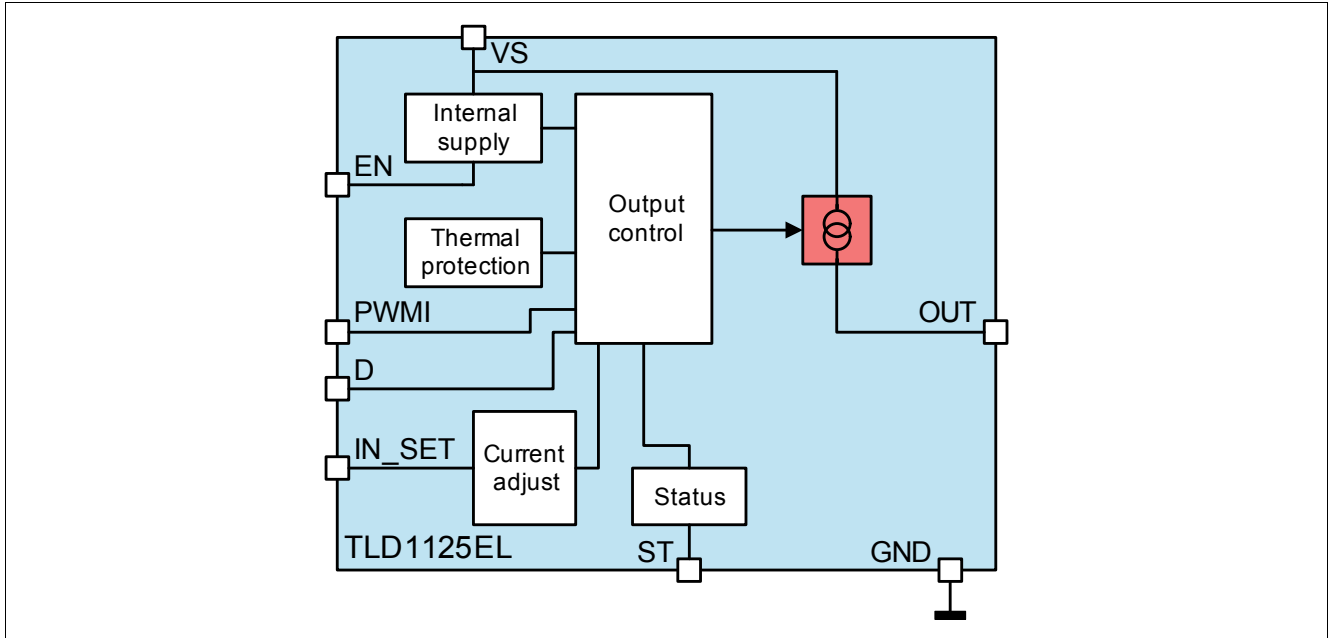 VS
Internal
supply
EN
Output
control
Thermal
protection
PWMI
OUT
D
IN_SET
Current
adjust
Status
TLD1125EL
ST
GND